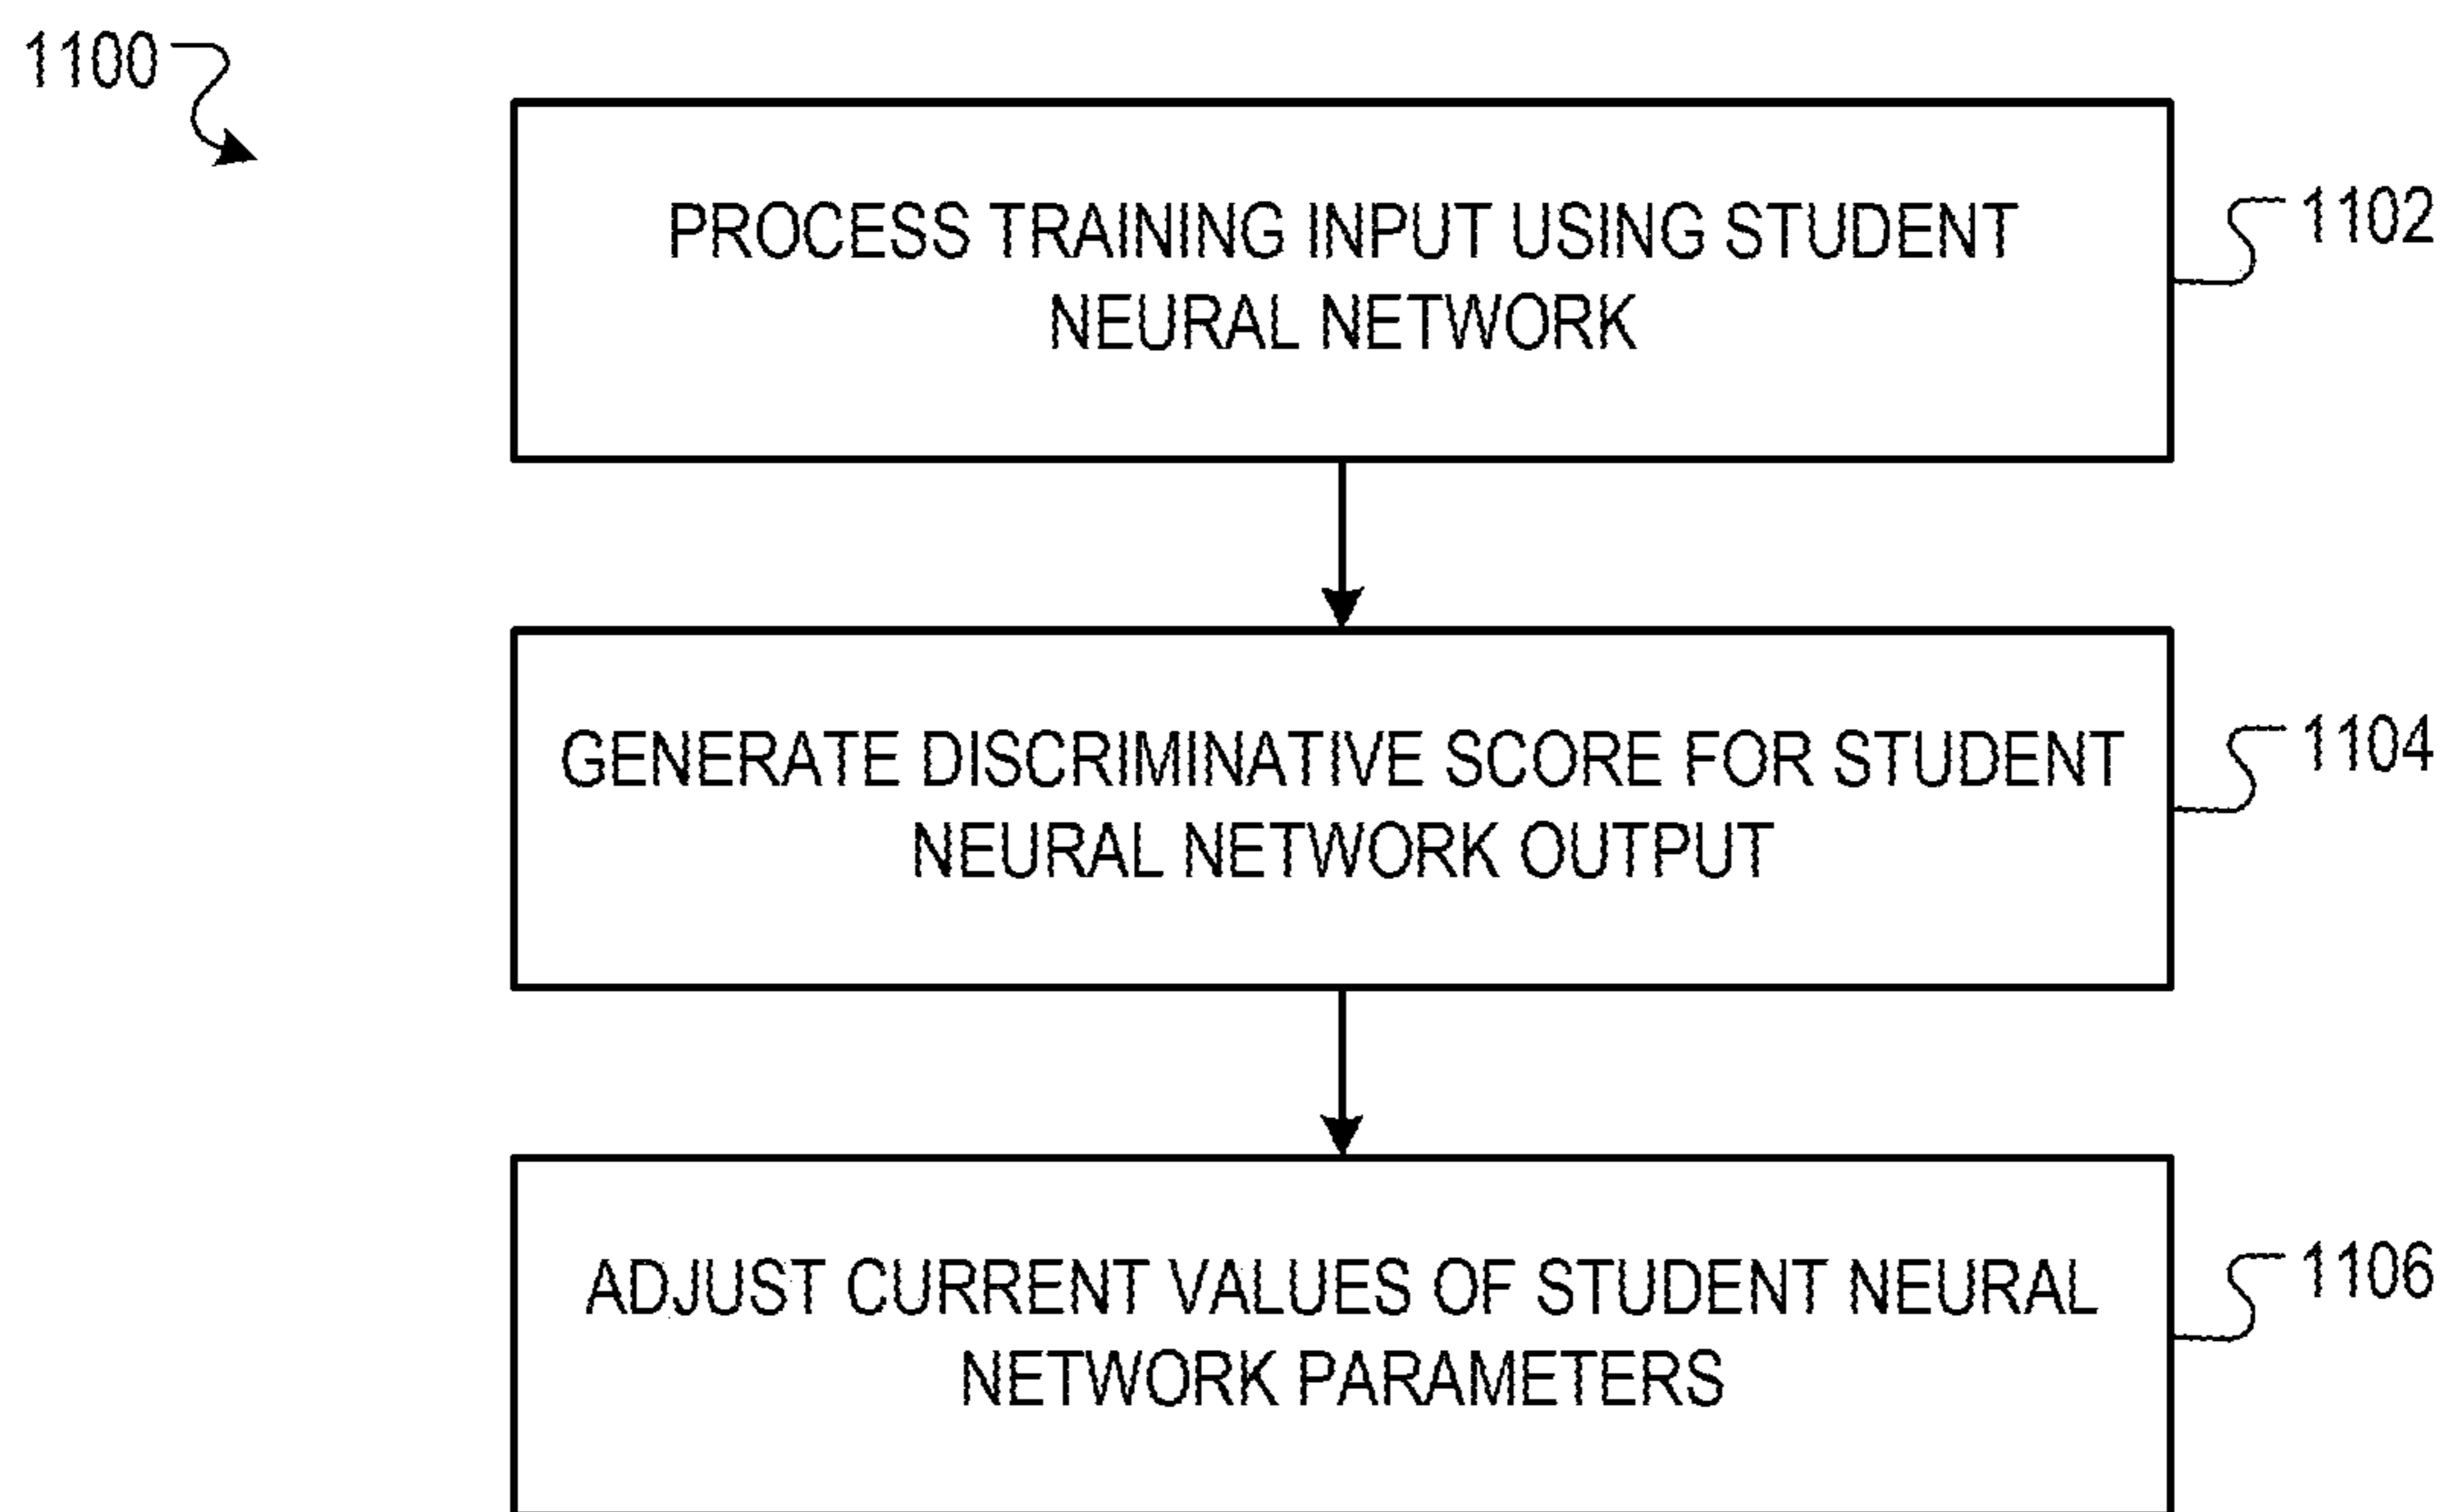 1100
PROCESS TRAINING INPUT USING STUDENT
NEURAL NETWORK
1102
GENERATE DISCRIMINATIVE SCORE FOR STUDENT
NEURAL NETWORK OUTPUT
1104
ADJUST CURRENT VALUES OF STUDENT NEURAL
NETWORK PARAMETERS
1106